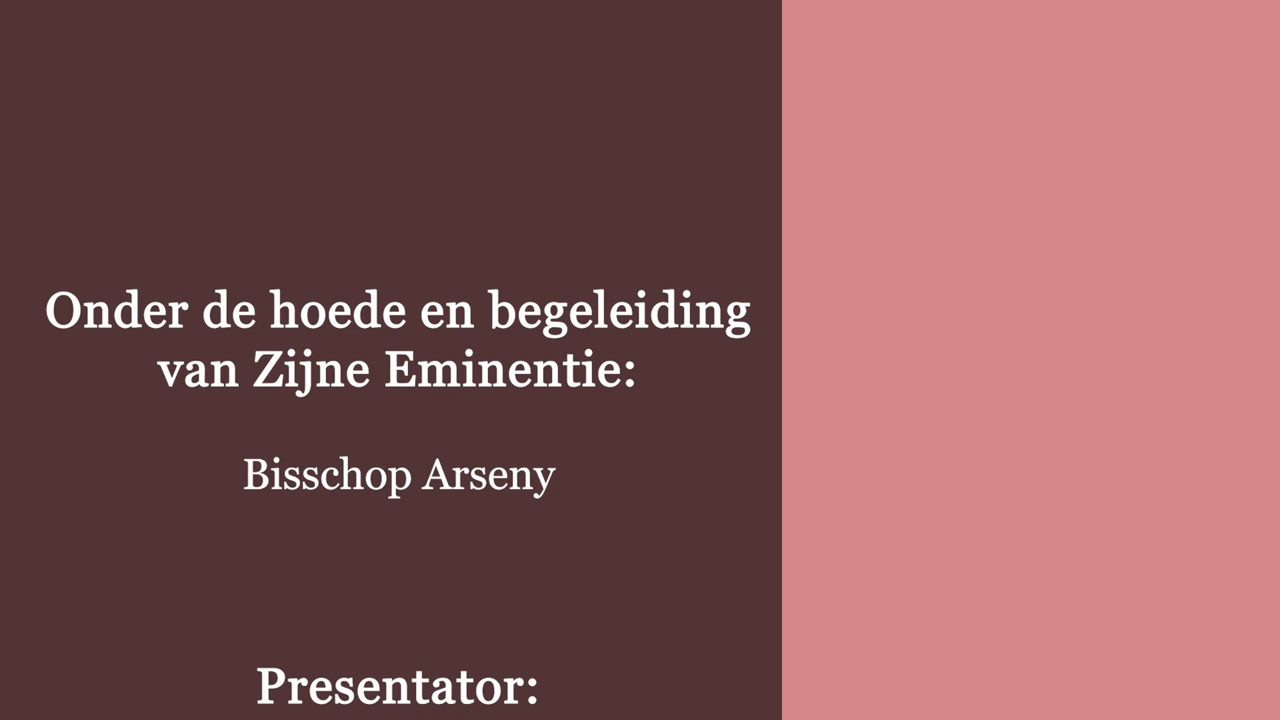 Onder de hoede en begeleiding
van Zijne Eminentie:
Bisschop Arseny
Presentator: